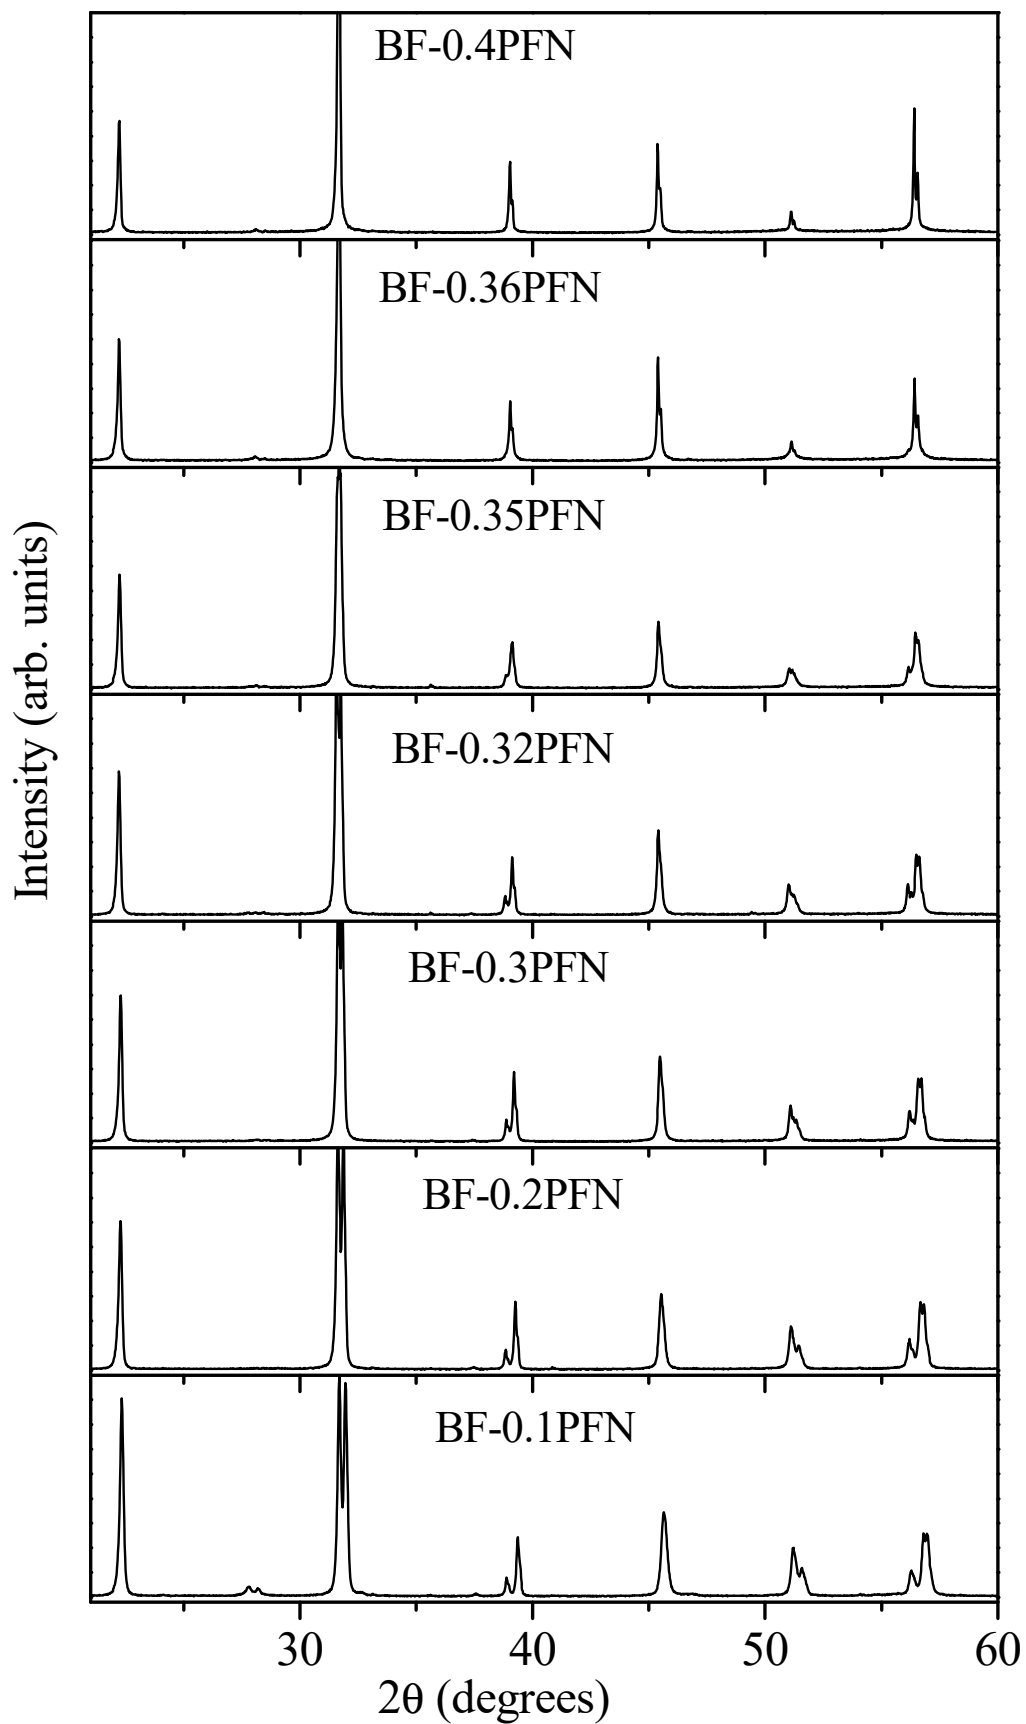 BF-0.4PFN
BF-0.36PFN
BF-0.35PFN
BF-0.32PFN
BF-0.3PFN
BF-0.2PFN
BF-0.1PFN
Intensity (arb. units)
30 40 50 60
2θ (degrees)